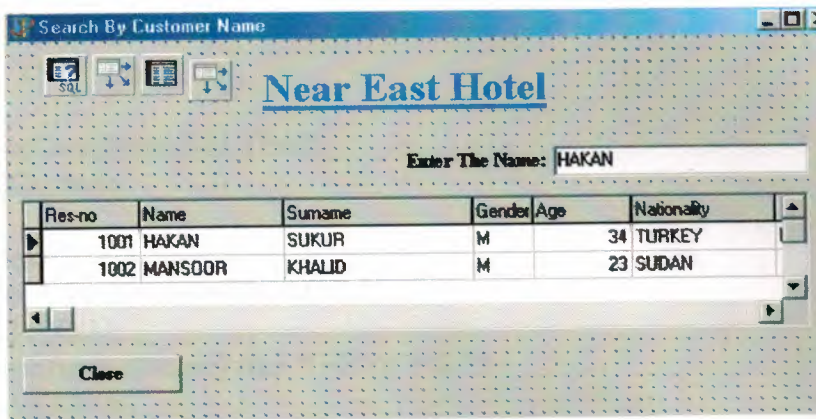 Search By Customer Name
SQL
Near East Hotel
Enter The Name: HAKAN
Res-no Name Surname Gender Age Nationality
1001 HAKAN SUKUR M 34 TURKEY
1002 MANSOOR KHALID M 23 SUDAN
Close